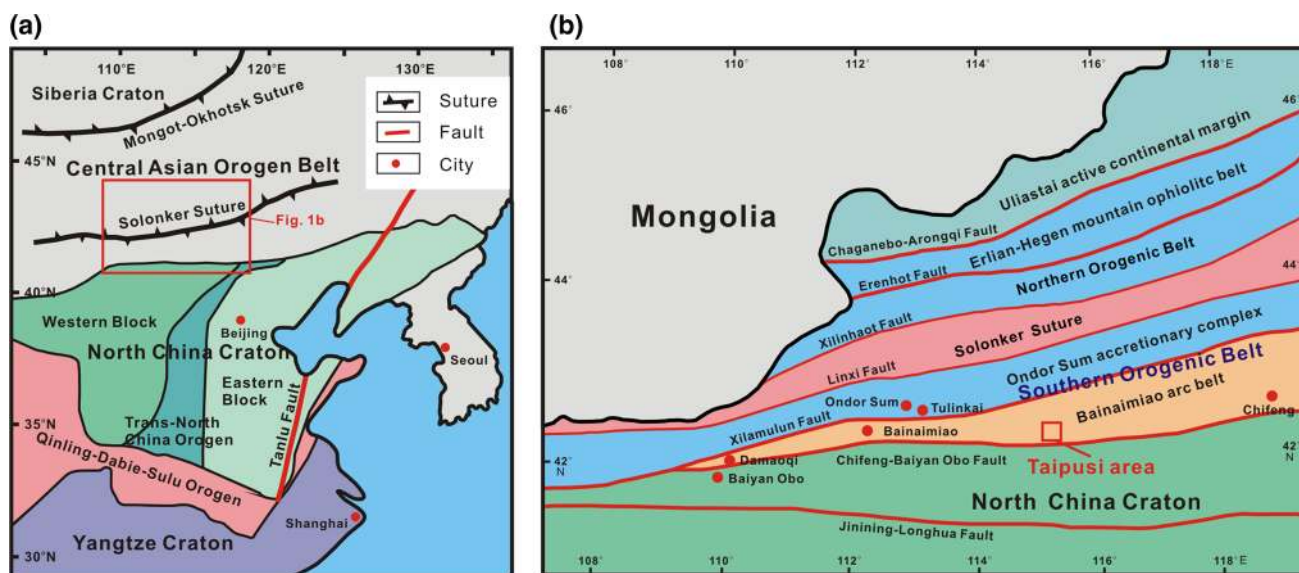 (a)
110°E
120°E
130°E
Siberia Craton
Mongot-Okhotsk Suture
Suture
Fault
City
45°N
Central Asian Orogen Belt
Solonker Suture
Fig. 1b
40°N
Western Block
Beijing
North China Craton
Seoul
Eastern
Block
Tanlu Fault
35°N
Trans-North
China Orogen
Qinling-Dabie-Sulu Orogen
Shanghai
Yangtze Craton
30°N
(b)
108°
110°
112°
114°
116°
118°E
46°
46°
Uliastai active continental margin
Mongolia
Chaganebo-Arongqi Fault
Erlian-Hegen mountain ophiolitc belt
44°
44°
Erenhot Fault
Northern Orogenic Belt
Xilinhaot Fault
Solonker Suture
Linxi Fault
Ondor Sum accretionary complex
Southern Orogenic Belt
Ondor Sum
Tulinkai
Bainaimiao arc belt
Chifeng
Xilamulun Fault
Bainaimiao
42°
N
42°
N
Damaoqi
Chifeng-Baiyan Obo Fault
Taipusi area
Baiyan Obo
North China Craton
Jinining-Longhua Fault
108°
110°
112°
114°
116°
118°E